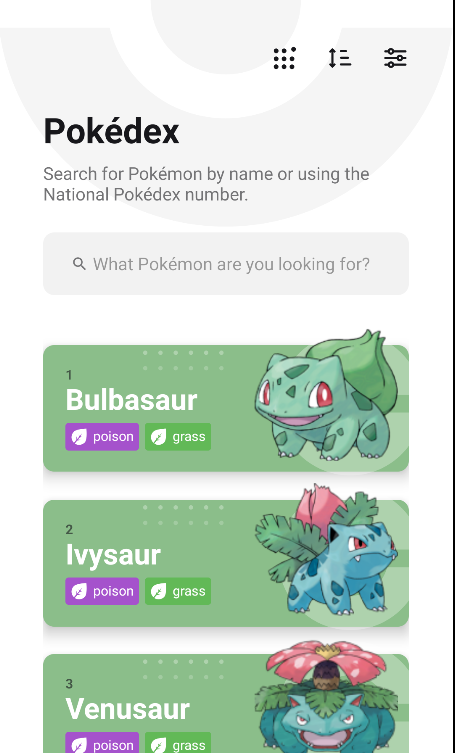 Pokédex
Search for Pokémon by name or using the
National Pokédex number.
What Pokémon are you looking for?
1
Bulbasaur
poison grass
2
Ivysaur
poison grass
3
Venusaur
poison grass